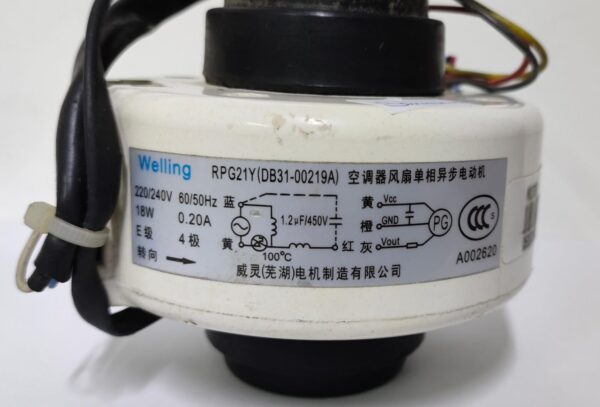 Welling RPG21Y(DB31-00219A) 空调器风扇单相异步电动机
220/240V 60/50Hz 蓝 1.2μF/450V 黄 Vcc
18W 0.20A 橙 GND PG
E级 4极 黄 100℃ 红 灰 Vout
转向 CCC S
A002620
威灵(芜湖)电机制造有限公司